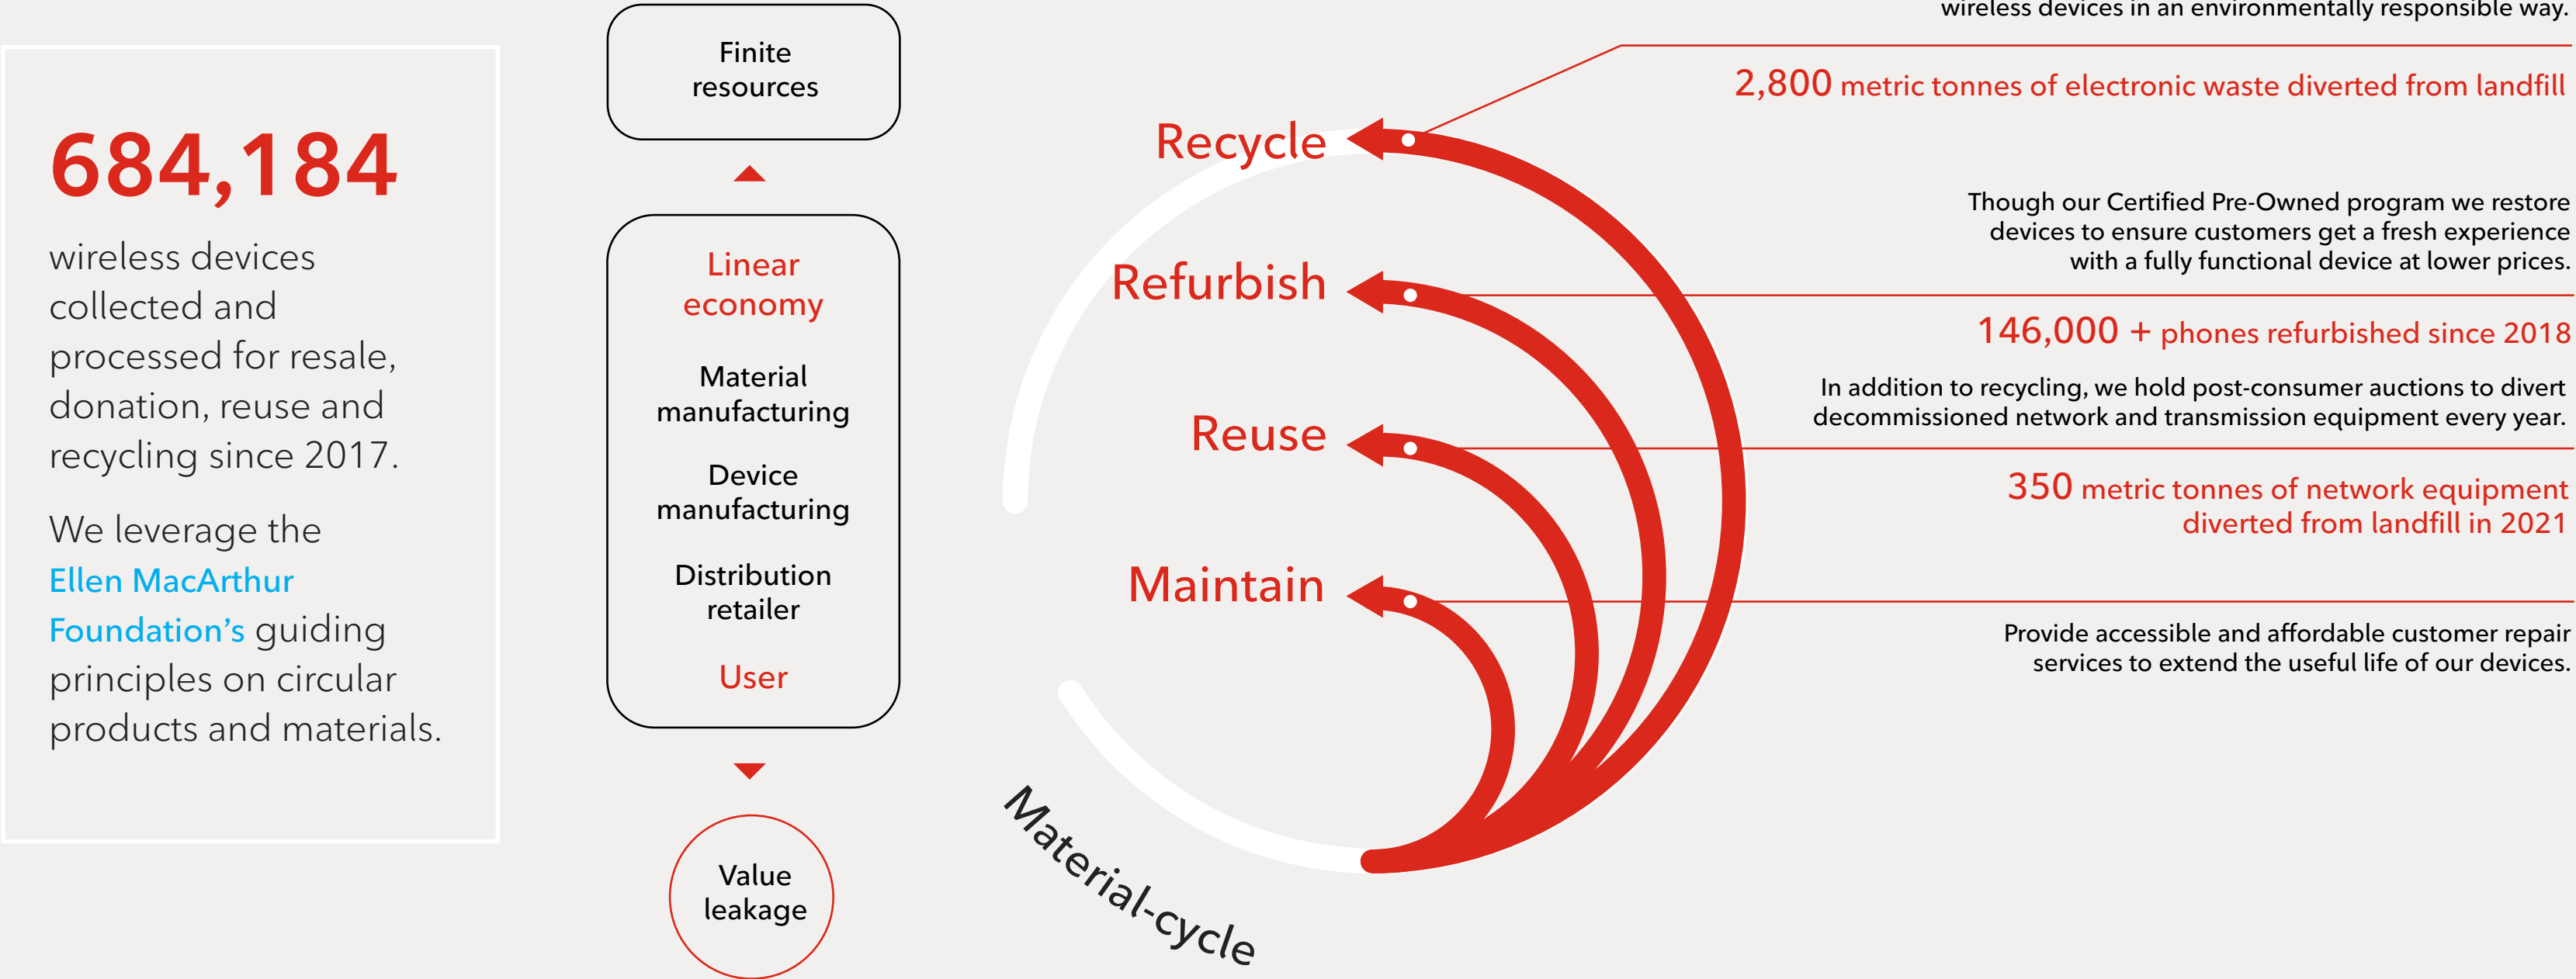 684,184
wireless devices
collected and
processed for resale,
donation, reuse and
recycling since 2017.
We leverage the
Ellen MacArthur
Foundation’s guiding
principles on circular
products and materials.
Finite
resources
Linear
economy
Material
manufacturing
Device
manufacturing
Distribution
retailer
User
Value
leakage
Recycle
Refurbish
Reuse
Maintain
Material-cycle
wireless devices in an environmentally responsible way.
2,800 metric tonnes of electronic waste diverted from landfill
Though our Certified Pre-Owned program we restore
devices to ensure customers get a fresh experience
with a fully functional device at lower prices.
146,000 + phones refurbished since 2018
In addition to recycling, we hold post-consumer auctions to divert
decommissioned network and transmission equipment every year.
350 metric tonnes of network equipment
diverted from landfill in 2021
Provide accessible and affordable customer repair
services to extend the useful life of our devices.